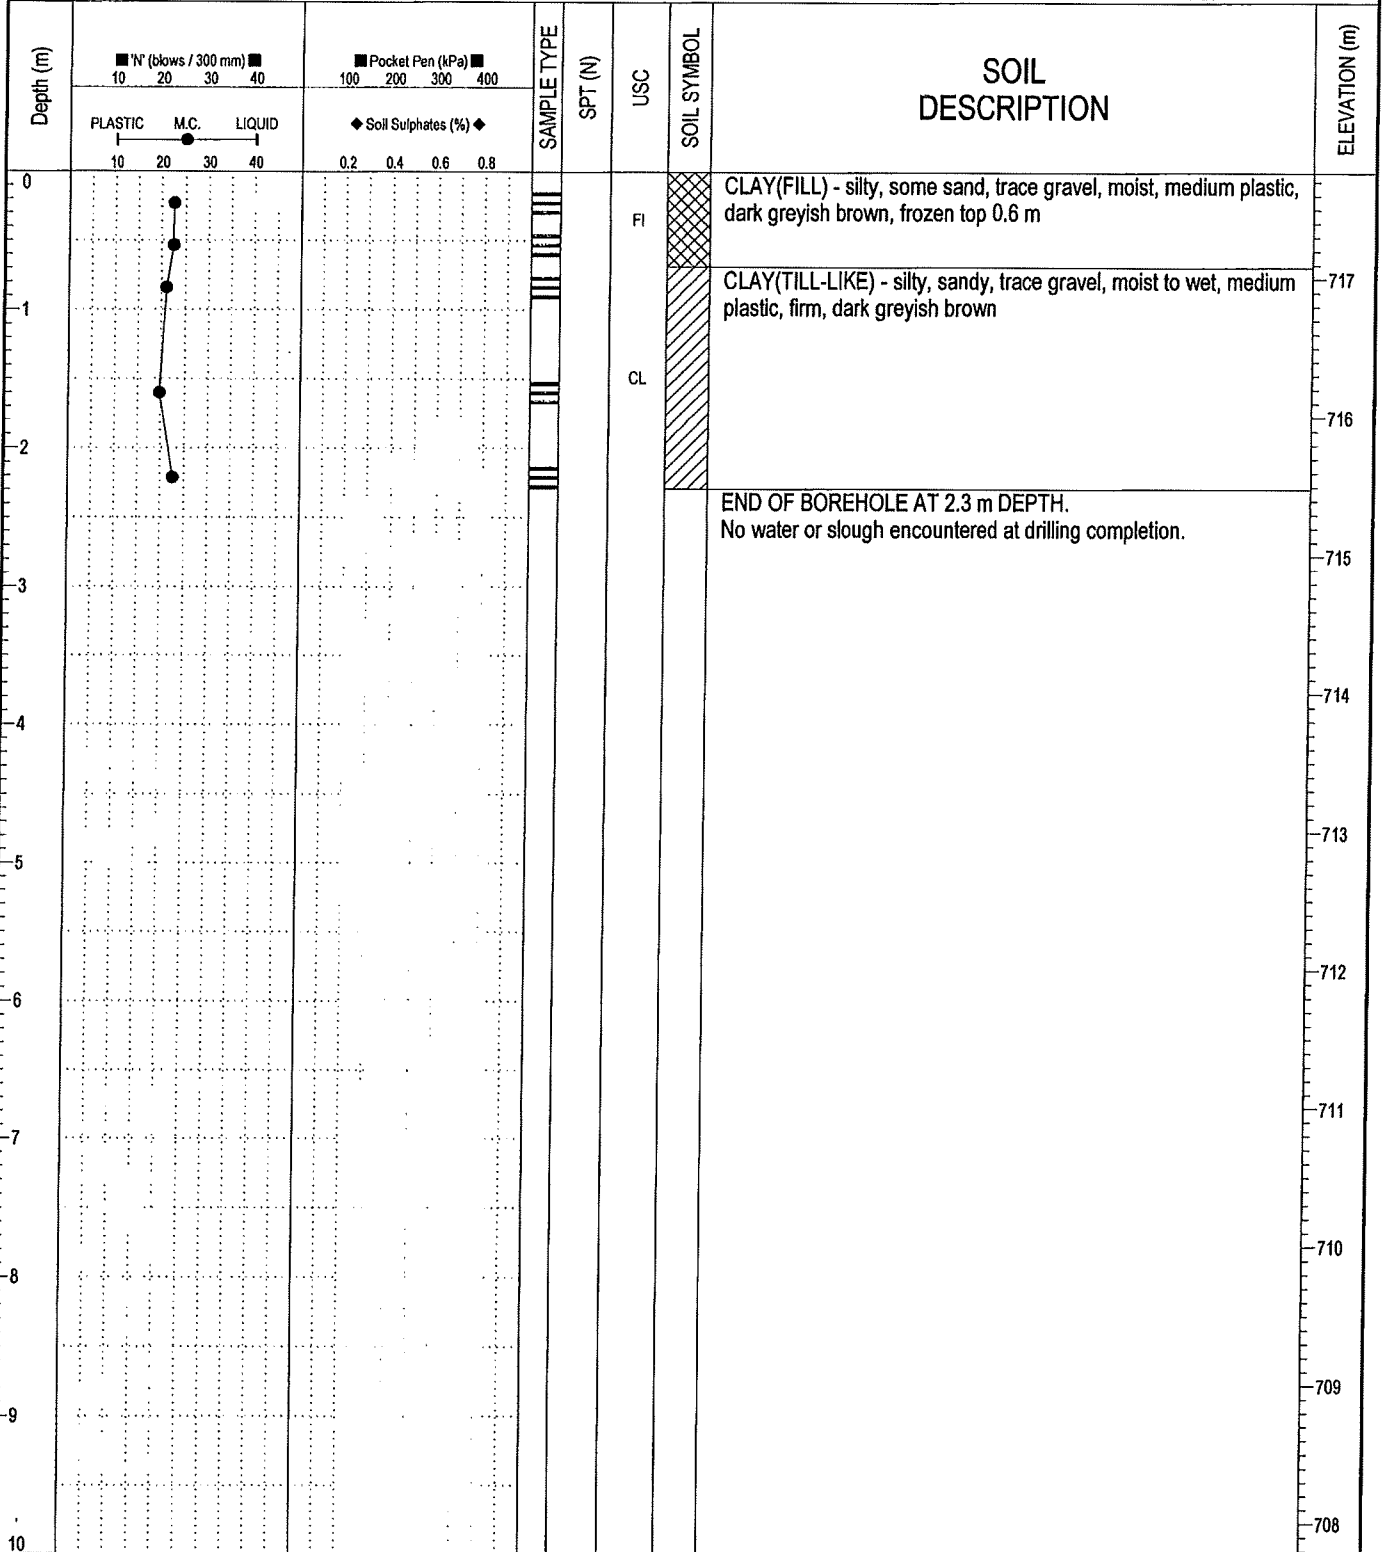 Depth (m)
■ 'N' (blows / 300 mm) ■
10 20 30 40
PLASTIC M.C. LIQUID
10 20 30 40
■ Pocket Pen (kPa) ■
100 200 300 400
◆ Soil Sulphates (%) ◆
0.2 0.4 0.6 0.8
SAMPLE TYPE
SPT (N)
USC
SOIL SYMBOL
SOIL
DESCRIPTION
ELEVATION (m)
0
CLAY(FILL) - silty, some sand, trace gravel, moist, medium plastic,
dark greyish brown, frozen top 0.6 m
FI
CLAY(TILL-LIKE) - silty, sandy, trace gravel, moist to wet, medium
plastic, firm, dark greyish brown
717
1
CL
716
2
END OF BOREHOLE AT 2.3 m DEPTH.
No water or slough encountered at drilling completion.
715
3
714
4
713
5
712
6
711
7
710
8
709
9
708
10